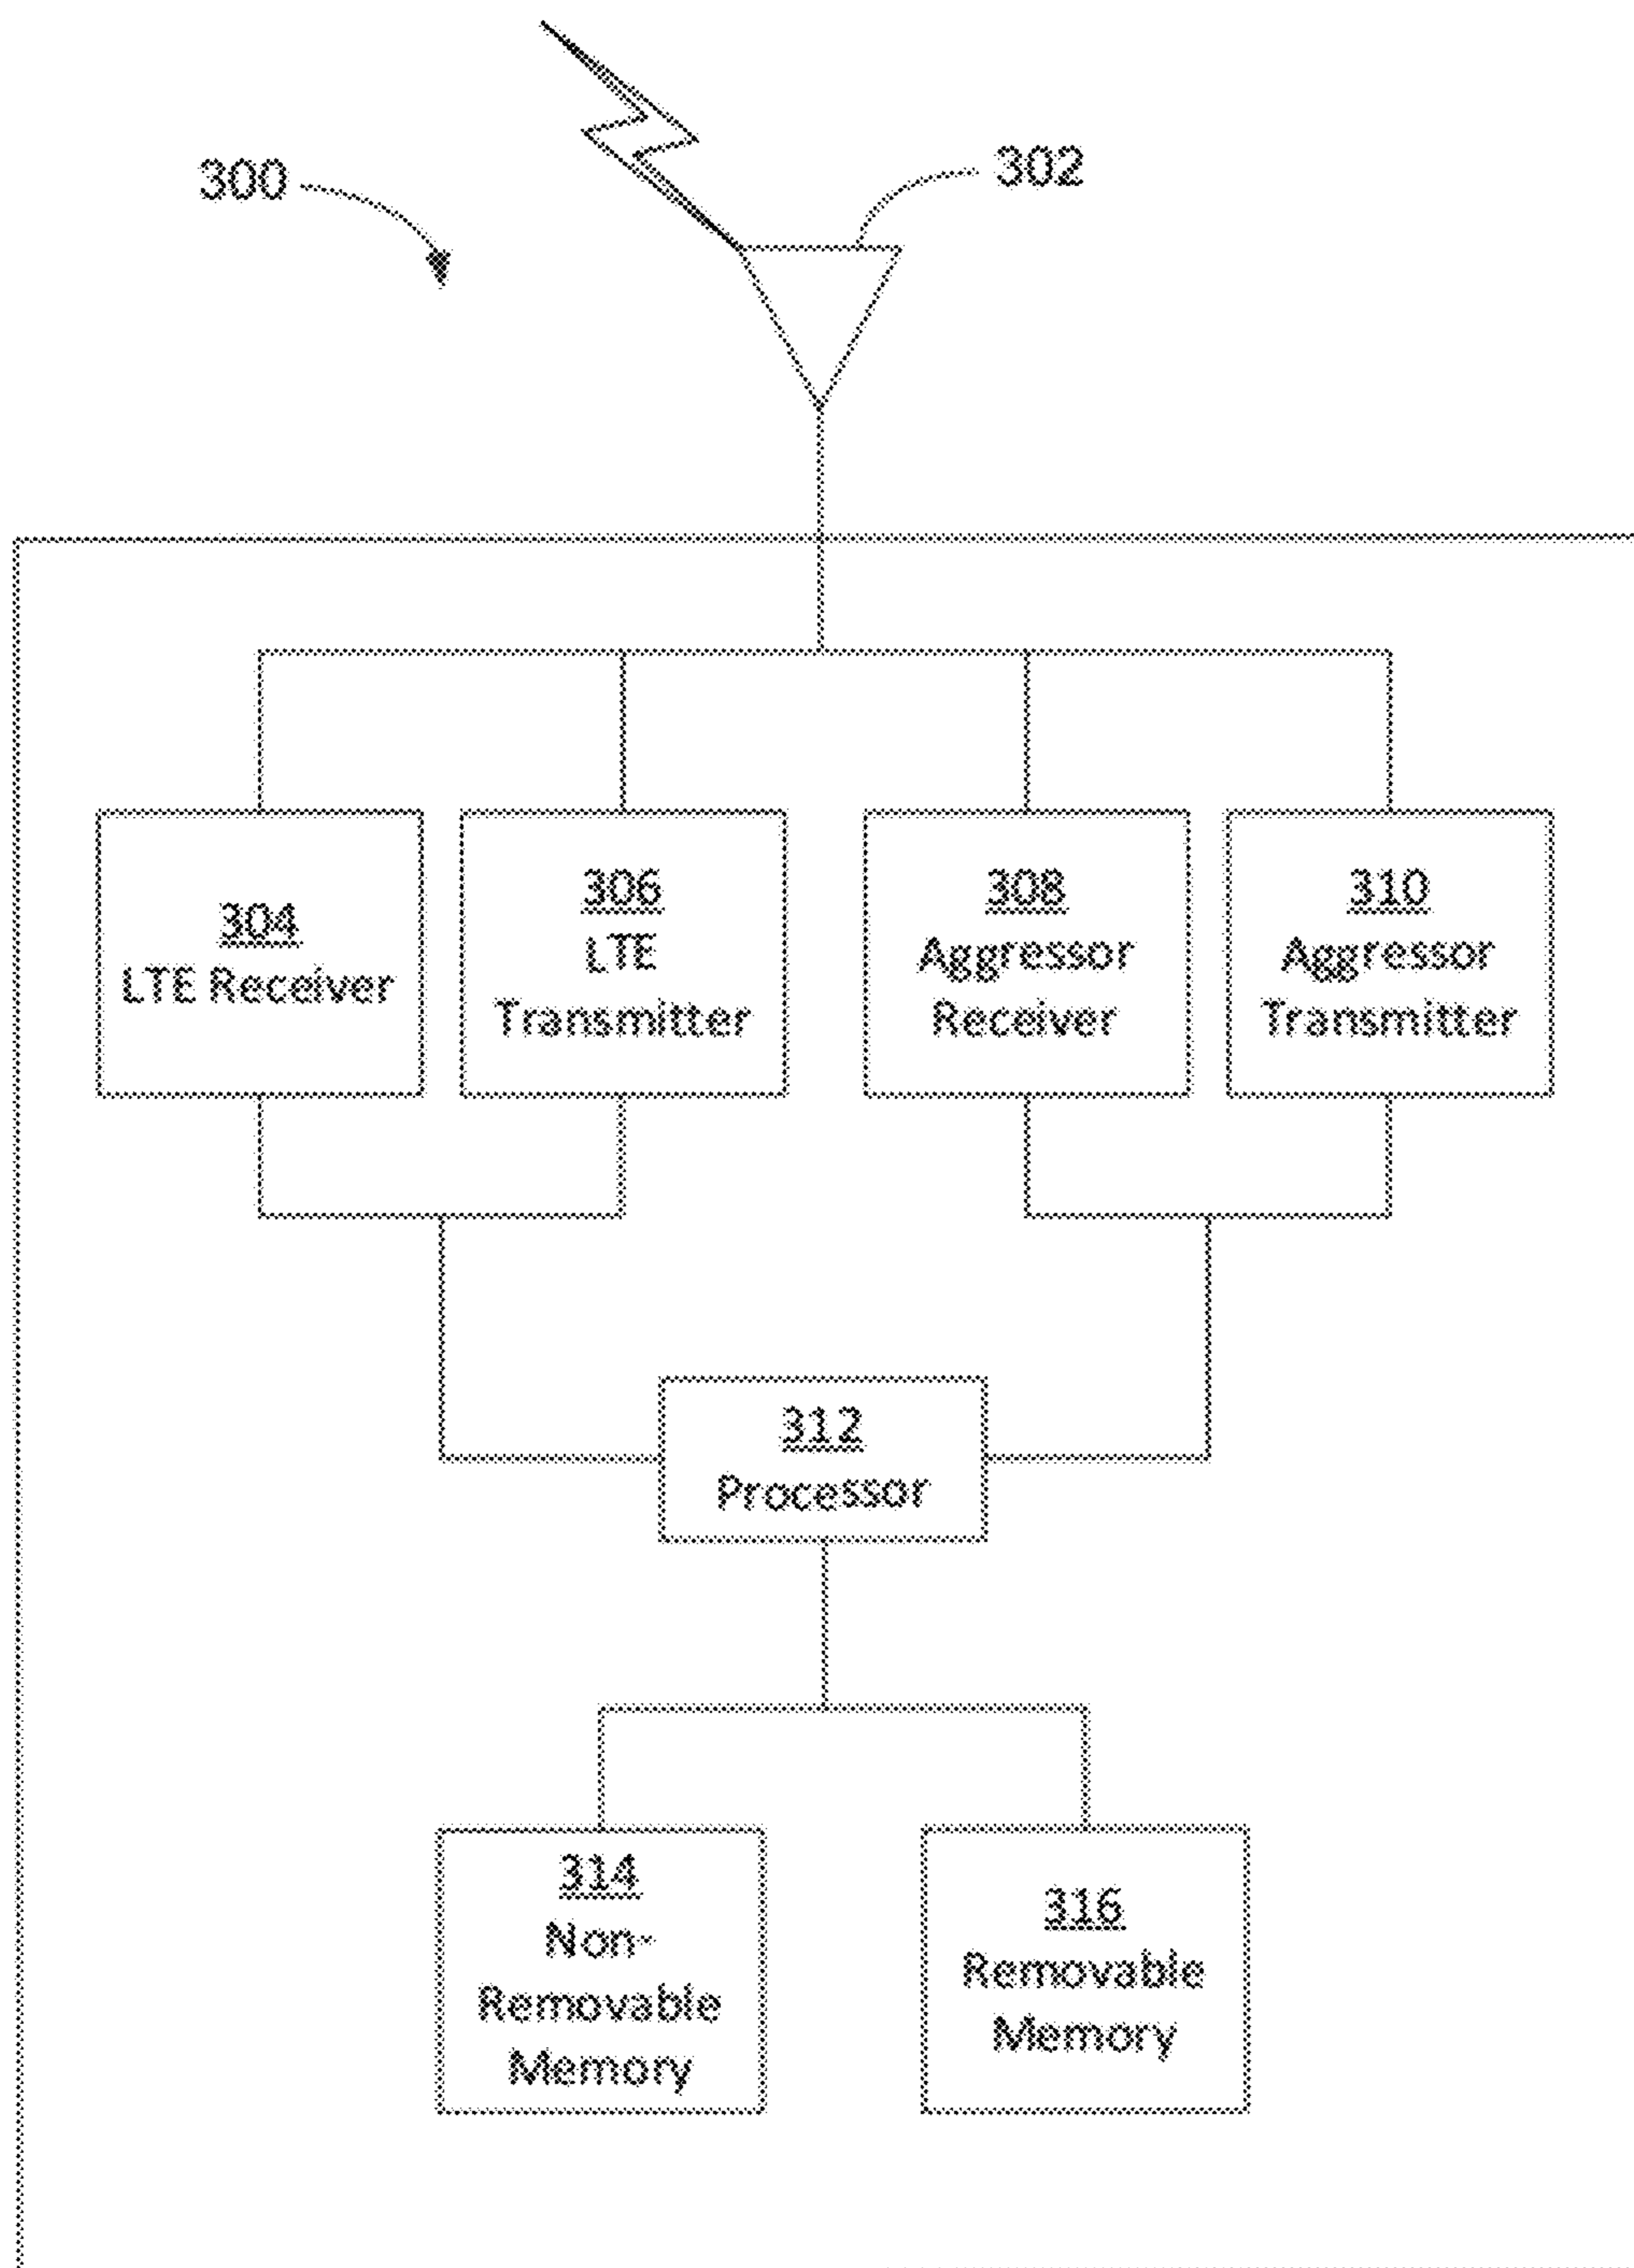 300
302
304
LTE Receiver
306
LTE
Transmitter
308
Aggressor
Receiver
310
Aggressor
Transmitter
312
Processor
314
Non-
Removable
Memory
316
Removable
Memory